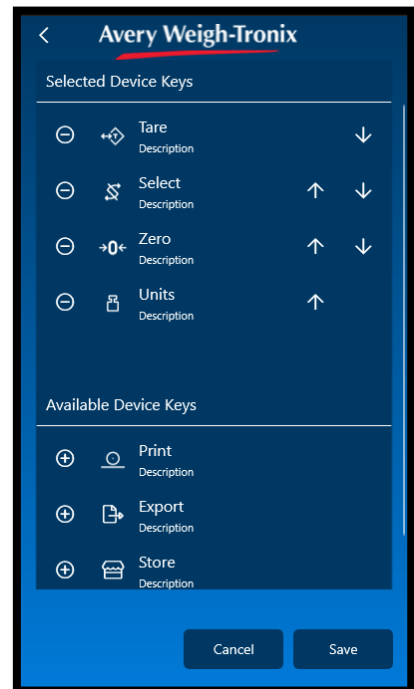 Avery Weigh-Tronix
Selected Device Keys
Tare
Description
Select
Description
→0← Zero
Description
Units
Description
Available Device Keys
Print
Description
Export
Description
Store
Description
Cancel Save